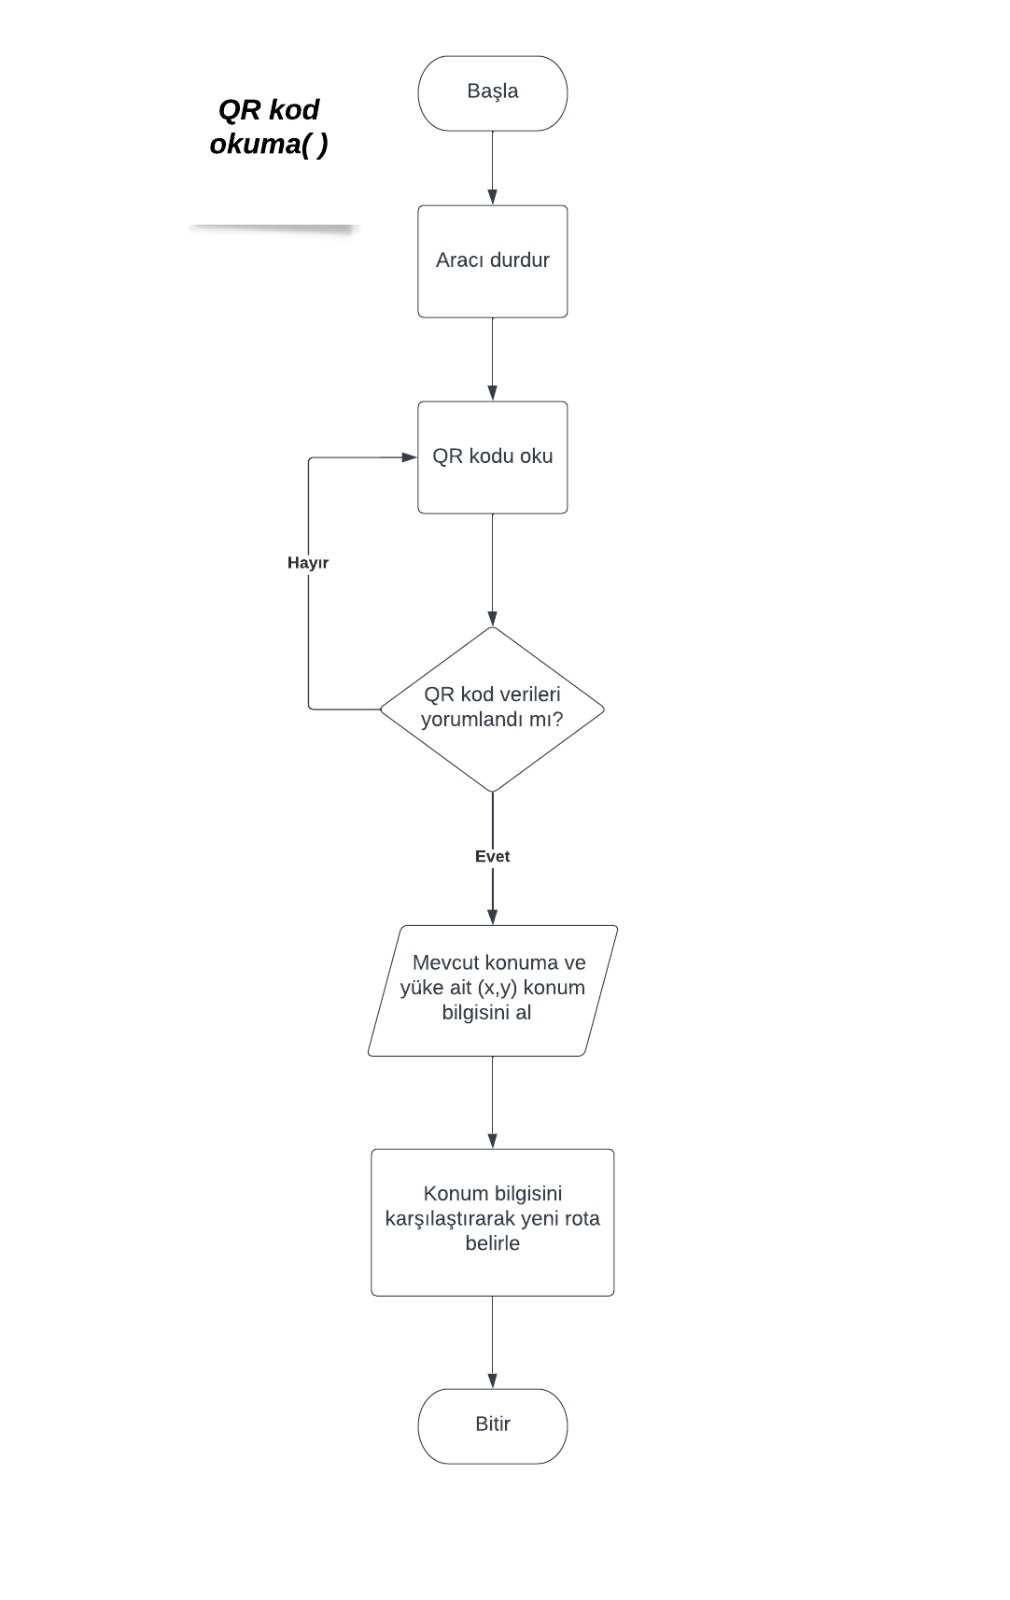 QR kod
okuma( )
Başla
Aracı durdur
QR kodu oku
Hayır
QR kod verileri
yorumlandı mı?
Evet
Mevcut konuma ve
yüke ait (x,y) konum
bilgisini al
Konum bilgisini
karşılaştırarak yeni rota
belirle
Bitir